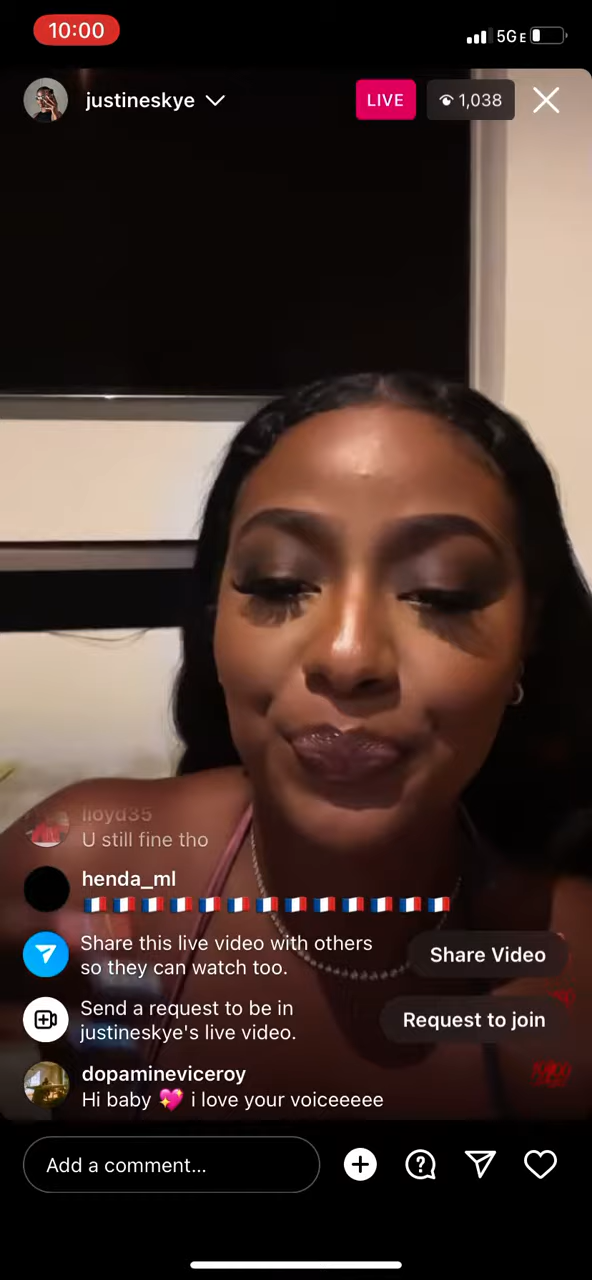 10:00
5G E
justineskye
LIVE
1,038
lloyd35
U still fine tho
henda_ml
🇫🇷🇫🇷🇫🇷🇫🇷🇫🇷🇫🇷🇫🇷🇫🇷🇫🇷🇫🇷🇫🇷🇫🇷🇫🇷
Share this live video with others
so they can watch too.
Share Video
Send a request to be in
justineskye's live video.
Request to join
dopamineviceroy
Hi baby 💖 i love your voiceeeee
Add a comment...